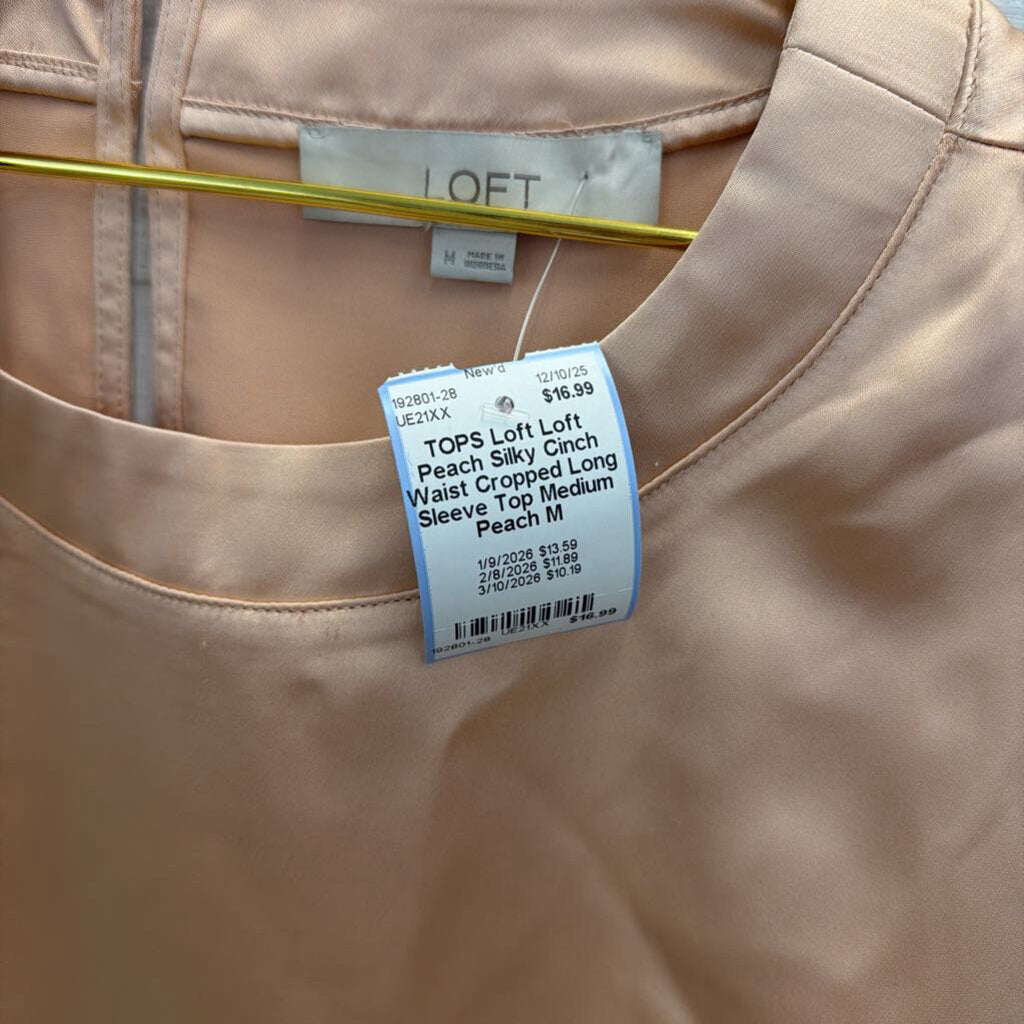 LOFT
M MADE IN
New'd
192801-28 12/10/25
UE21XX $16.99
TOPS Loft Loft
Peach Silky Cinch
Waist Cropped Long
Sleeve Top Medium
Peach M
1/9/2026 $13.59
2/8/2026 $11.89
3/10/2026 $10.19
192801-28 UE21XX $16.99